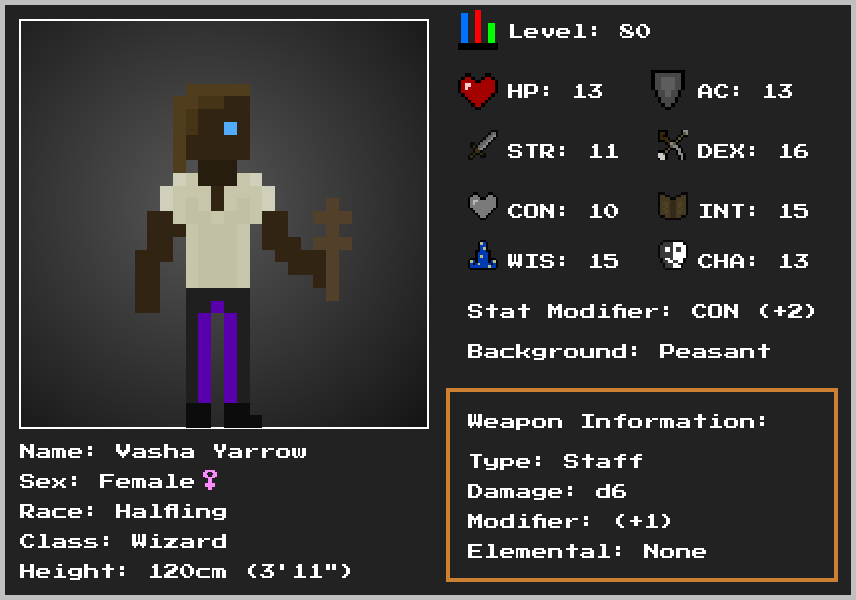 Level: 80
HP: 13
AC: 13
STR: 11
DEX: 16
CON: 10
INT: 15
WIS: 15
CHA: 13
Stat Modifier: CON (+2)
Background: Peasant
Weapon Information:
Type: Staff
Damage: d6
Modifier: (+1)
Elemental: None
Name: Vasha Yarrow
Sex: Female♀
Race: Halfling
Class: Wizard
Height: 120cm (3'11")